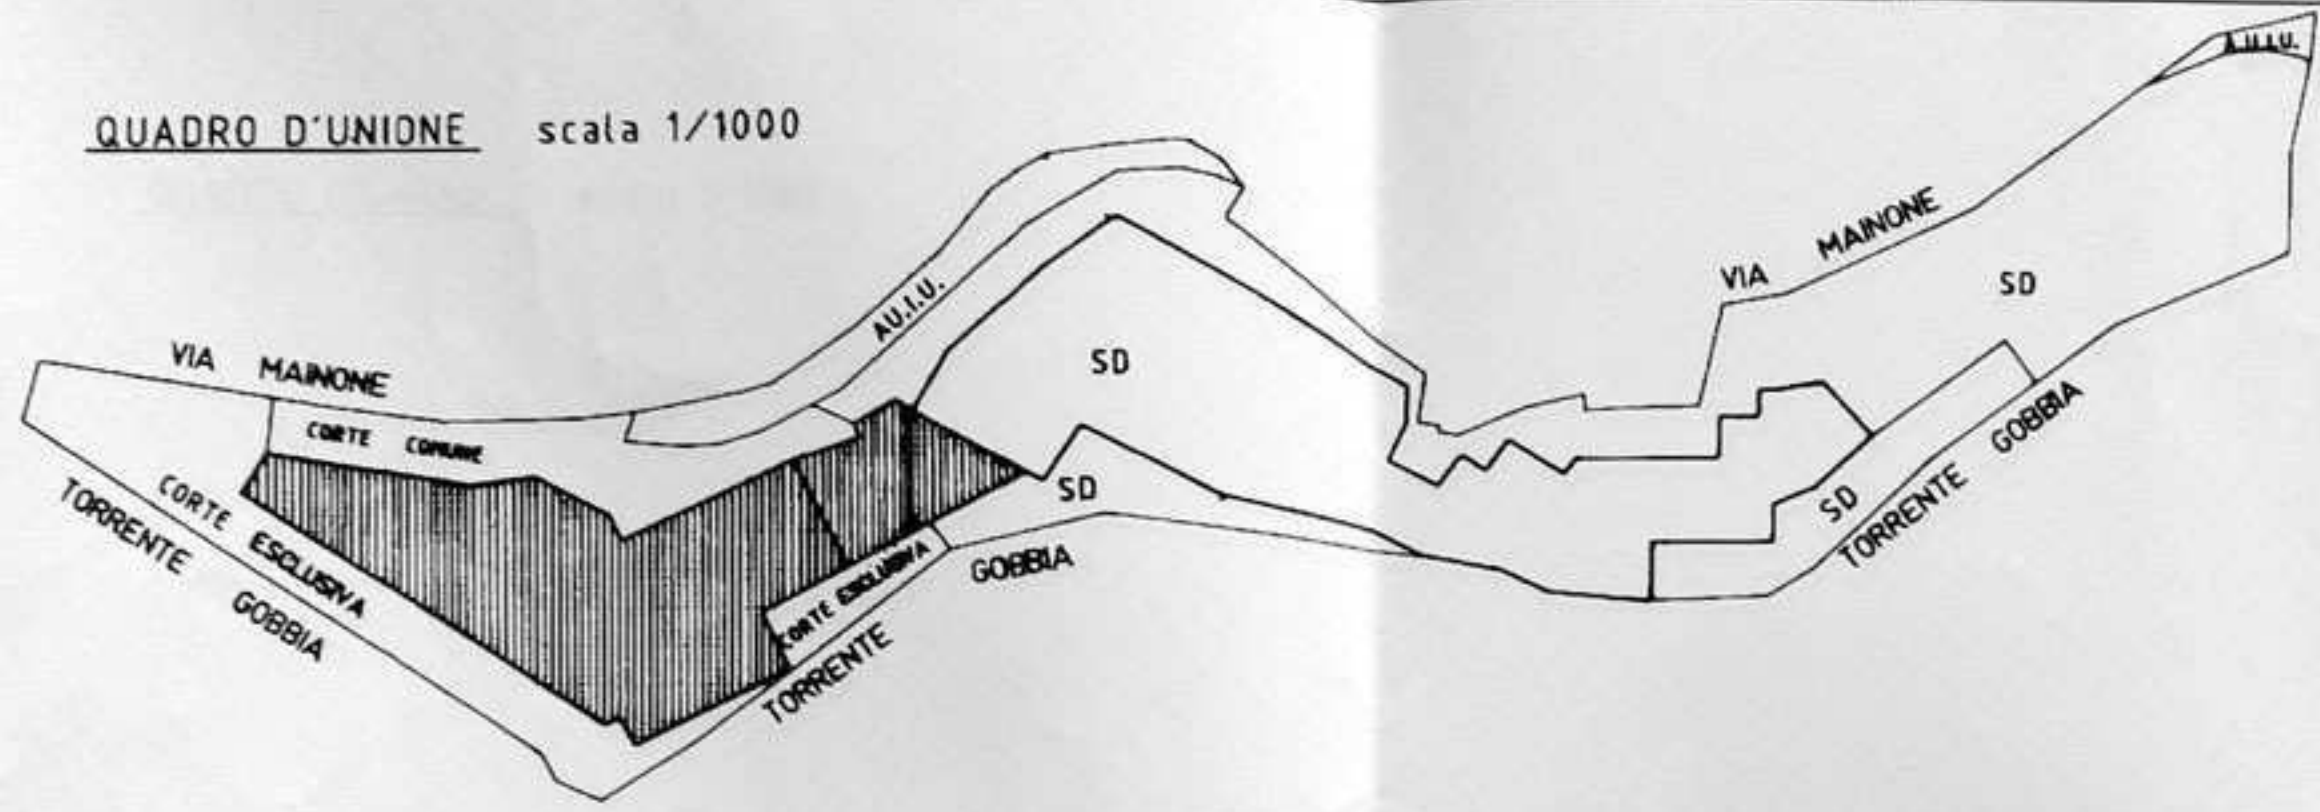 QUADRO D'UNIONE scala 1/1000
A.U.I.U.
VIA MAINONE
SD
AU.I.U.
SD
VIA MAINONE
CORTE COMUNE
SD
SD
TORRENTE GOBBIA
CORTE ESCLUSIVA
TORRENTE GOBBIA
CORTE ESCLUSIVA
TORRENTE GOBBIA